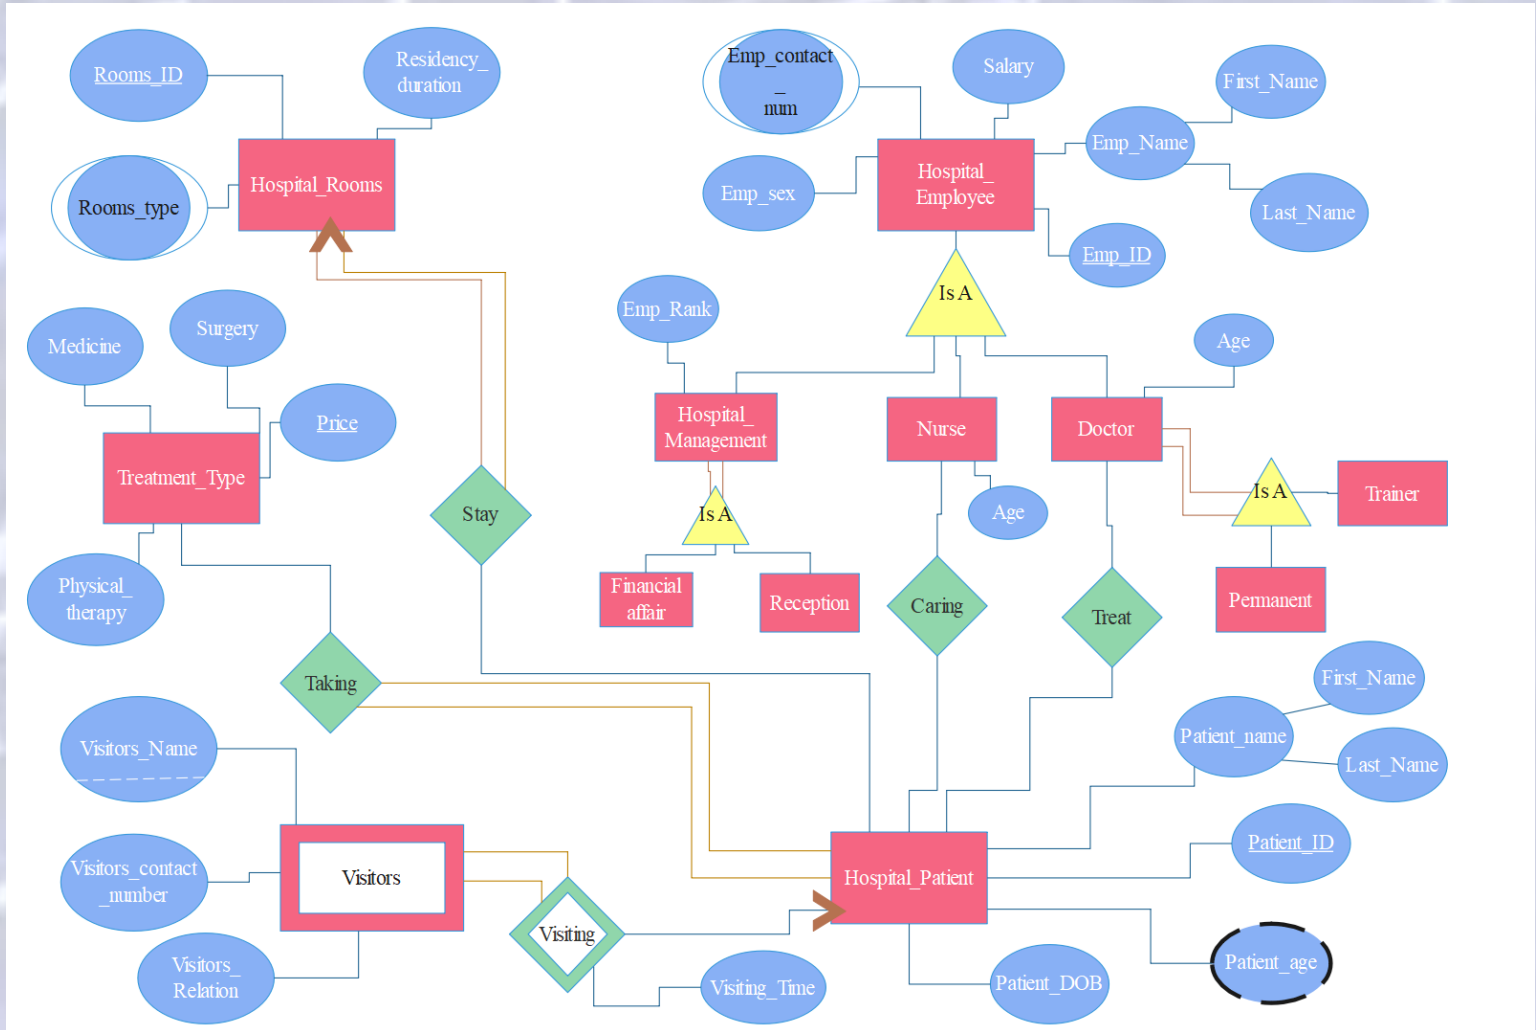 Rooms_ID
Residency_
duration
Hospital_Rooms
Rooms_type
Emp_contact
_
num
Salary
First_Name
Emp_Name
Last_Name
Hospital_
Employee
Emp_sex
Emp_ID
Is A
Emp_Rank
Age
Medicine
Surgery
Price
Treatment_Type
Physical_
therapy
Hospital_
Management
Nurse
Doctor
Stay
Is A
Age
Is A
Trainer
Financial
affair
Reception
Caring
Treat
Permanent
Taking
First_Name
Patient_name
Last_Name
Visitors_Name
Visitors_contact
_number
Visitors
Hospital_Patient
Patient_ID
Visiting
Visitors_
Relation
Visiting_Time
Patient_DOB
Patient_age